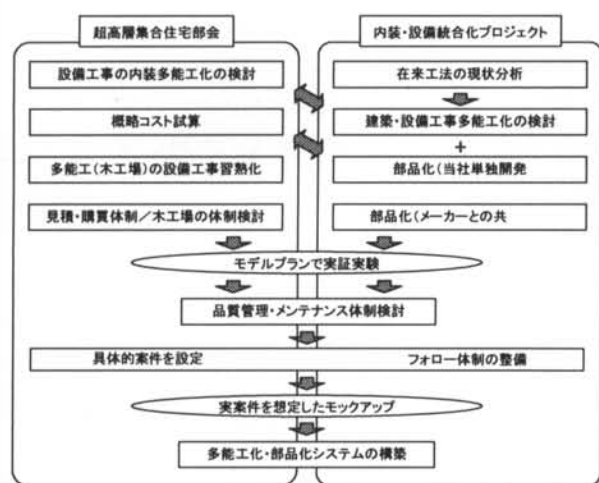 超高層集合住宅部会
設備工事の内装多能工化の検討
概略コスト試算
多能工(木工場)の設備工事習熟化
見積・購買体制/木工場の体制検討
内装・設備統合化プロジェクト
在来工法の現状分析
建築・設備工事多能工化の検討
+
部品化(当社単独開発
部品化(メーカーとの共
モデルプランで実証実験
品質管理・メンテナンス体制検討
具体的案件を設定
フォロー体制の整備
実案件を想定したモックアップ
多能工化・部品化システムの構築